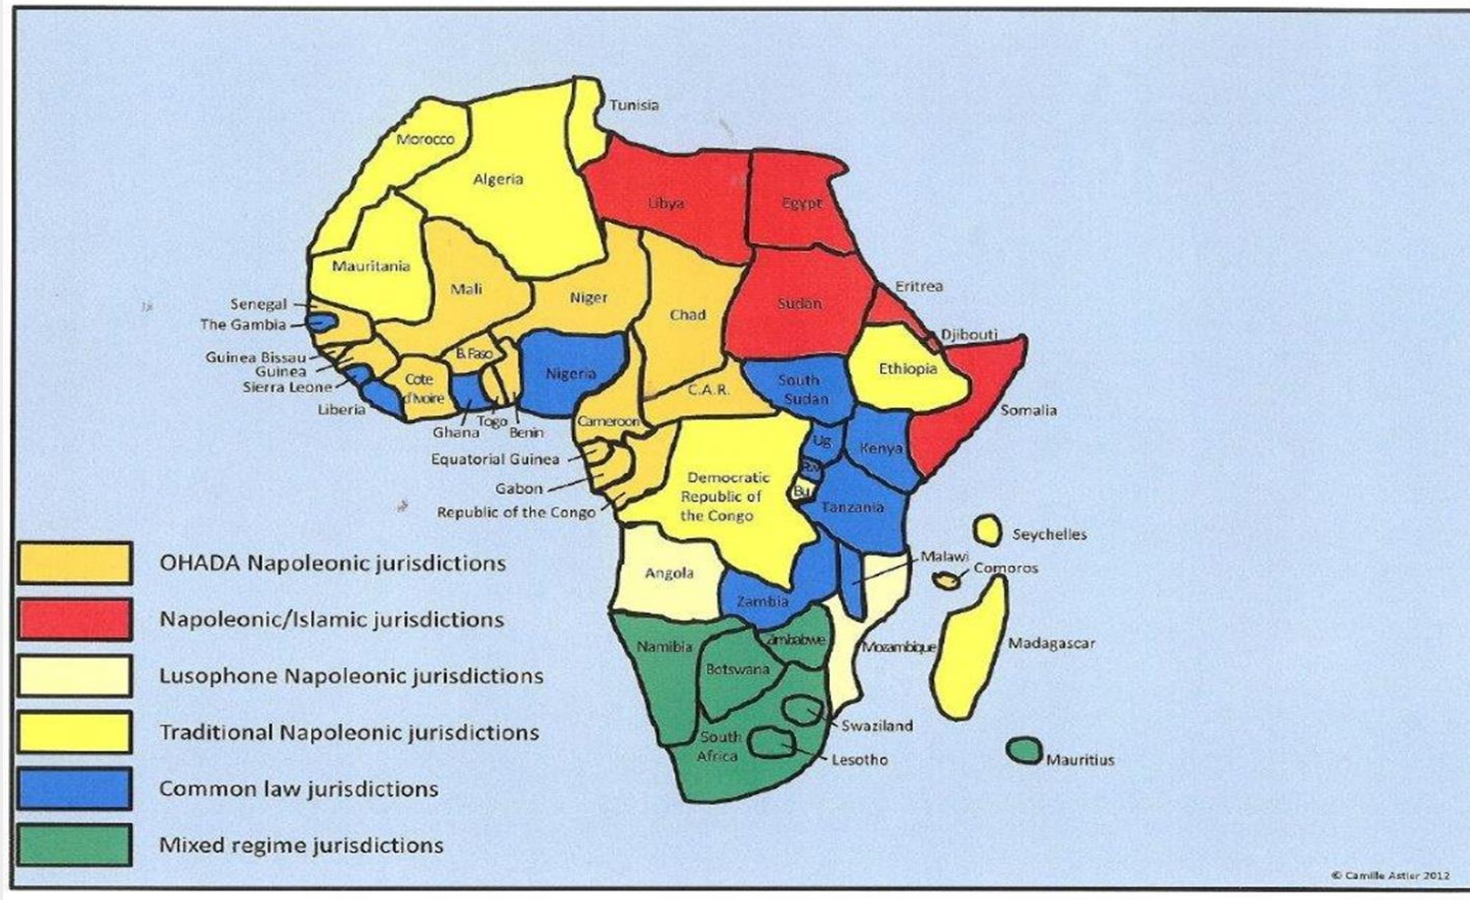 Tunisia
Morocco
Algeria
Libya
Egypt
Mauritania
Mali
Niger
Chad
Sudan
Eritrea
Senegal
The Gambia
Djibouti
Guinea Bissau
Guinea
Sierra Leone
B. Faso
Cote
d'Ivoire
Nigeria
C.A.R.
South
Sudan
Ethiopia
Liberia
Ghana
Togo
Benin
Cameroon
Somalia
Equatorial Guinea
Ug
Kenya
Rw
Gabon
Democratic
Republic of
the Congo
Bu
Republic of the Congo
Tanzania
Seychelles
Malawi
Comoros
Angola
Zambia
Namibia
Zimbabwe
Mozambique
Madagascar
Botswana
Swaziland
South
Africa
Lesotho
Mauritius
OHADA Napoleonic jurisdictions
Napoleonic/Islamic jurisdictions
Lusophone Napoleonic jurisdictions
Traditional Napoleonic jurisdictions
Common law jurisdictions
Mixed regime jurisdictions
© Camille Astier 2012